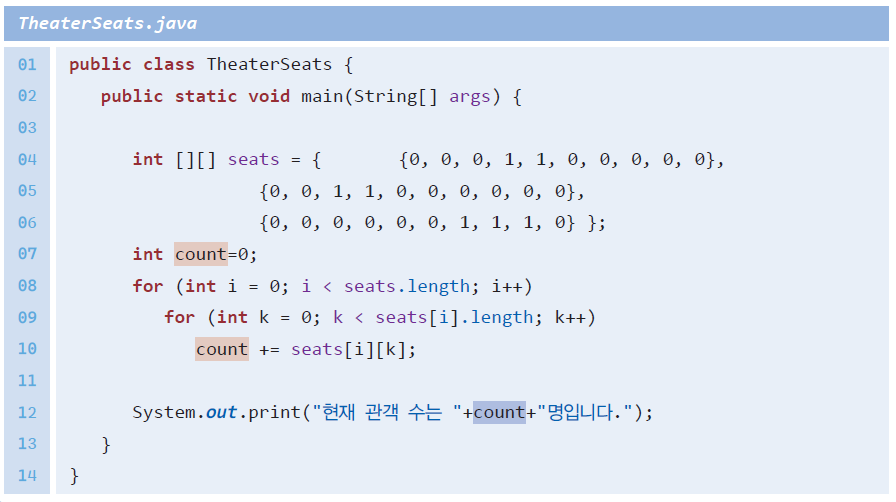 TheaterSeats.java
01 public class TheaterSeats {
02 public static void main(String[] args) {
03
04 int [][] seats = { {0, 0, 0, 1, 1, 0, 0, 0, 0, 0},
05 {0, 0, 1, 1, 0, 0, 0, 0, 0, 0},
06 {0, 0, 0, 0, 0, 0, 1, 1, 1, 0} };
07 int count=0;
08 for (int i = 0; i < seats.length; i++)
09 for (int k = 0; k < seats[i].length; k++)
10 count += seats[i][k];
11
12 System.out.print("현재 관객 수는 "+count+"명입니다.");
13 }
14 }